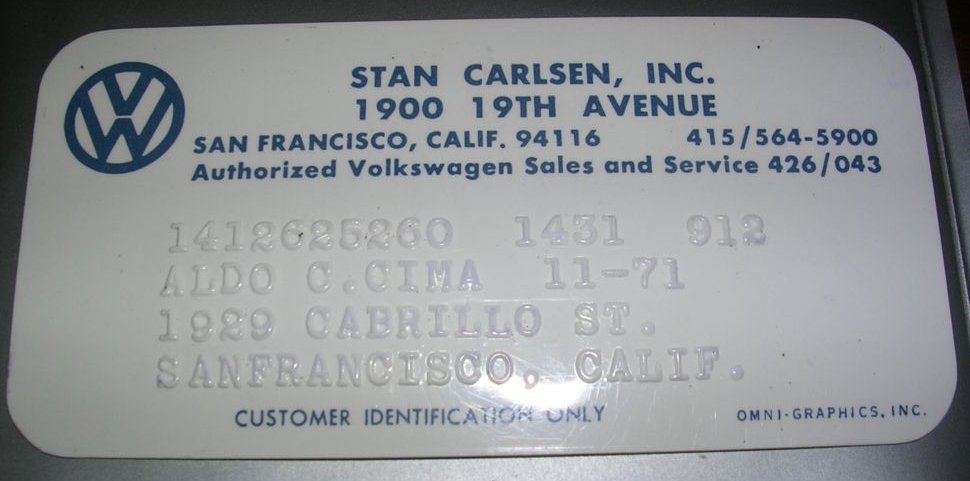 STAN CARLSEN, INC.
1900 19TH AVENUE
SAN FRANCISCO, CALIF. 94116 415/564-5900
Authorized Volkswagen Sales and Service 426/043
1412625260 1431 912
ALDO C.CIMA 11-71
1929 CABRILLO ST.
SANFRANCISCO, CALIF.
CUSTOMER IDENTIFICATION ONLY
OMNI-GRAPHICS, INC.